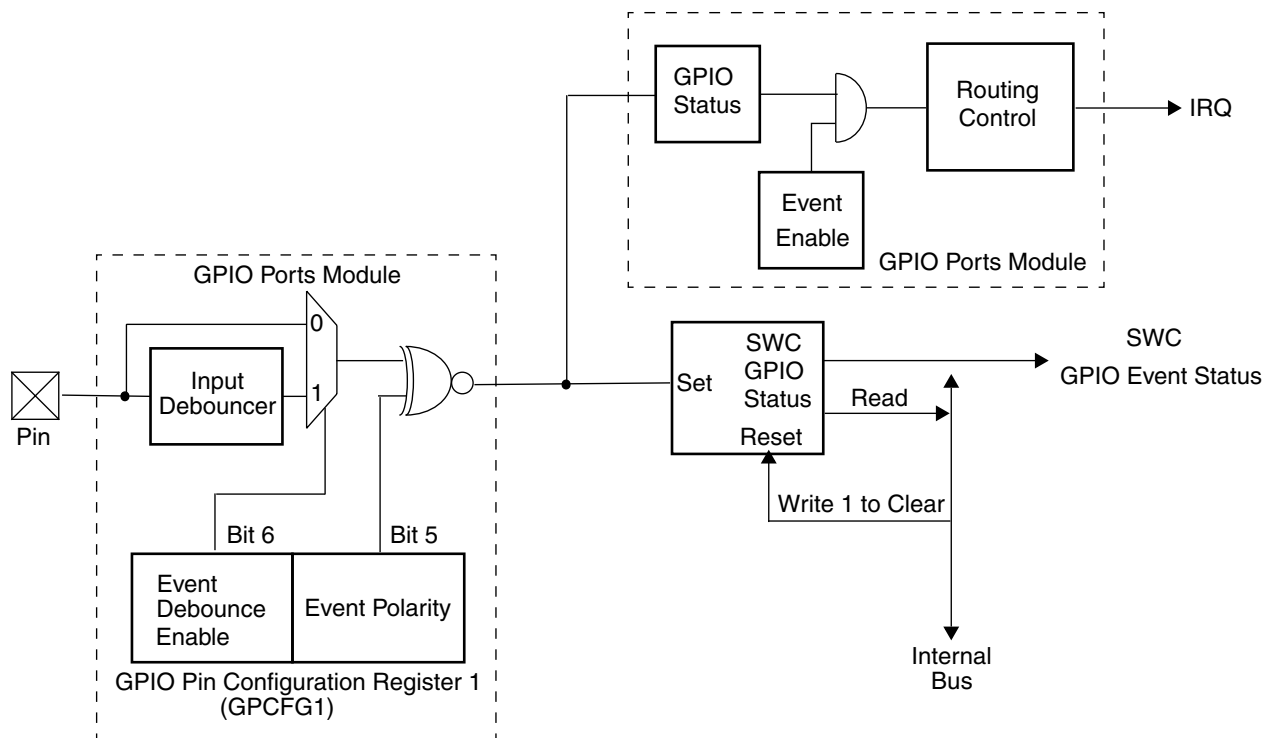 GPIO
Status
Routing
Control
IRQ
Event
Enable
GPIO Ports Module
GPIO Ports Module
0
1
Input
Debouncer
Pin
Set
SWC
GPIO
Status
Reset
Read
Write 1 to Clear
SWC
GPIO Event Status
Internal
Bus
Bit 6
Bit 5
Event
Debounce
Enable
Event Polarity
GPIO Pin Configuration Register 1
(GPCFG1)